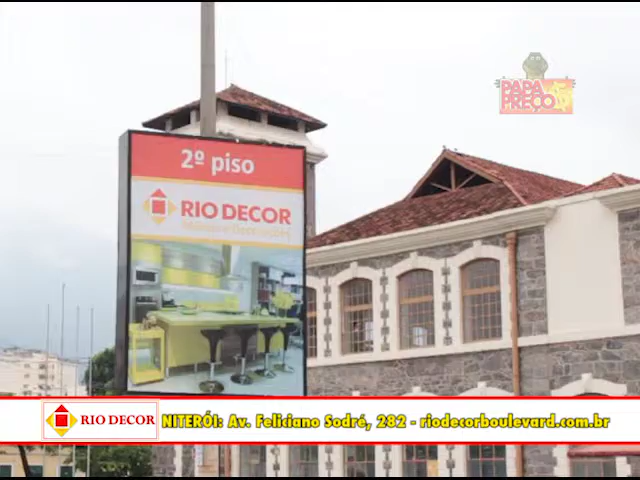 PAPA
PREÇO
2º piso
RIO DECOR
RIO DECOR
NITERÓI: Av. Feliciano Sodré, 282 - riodecorboulevard.com.br